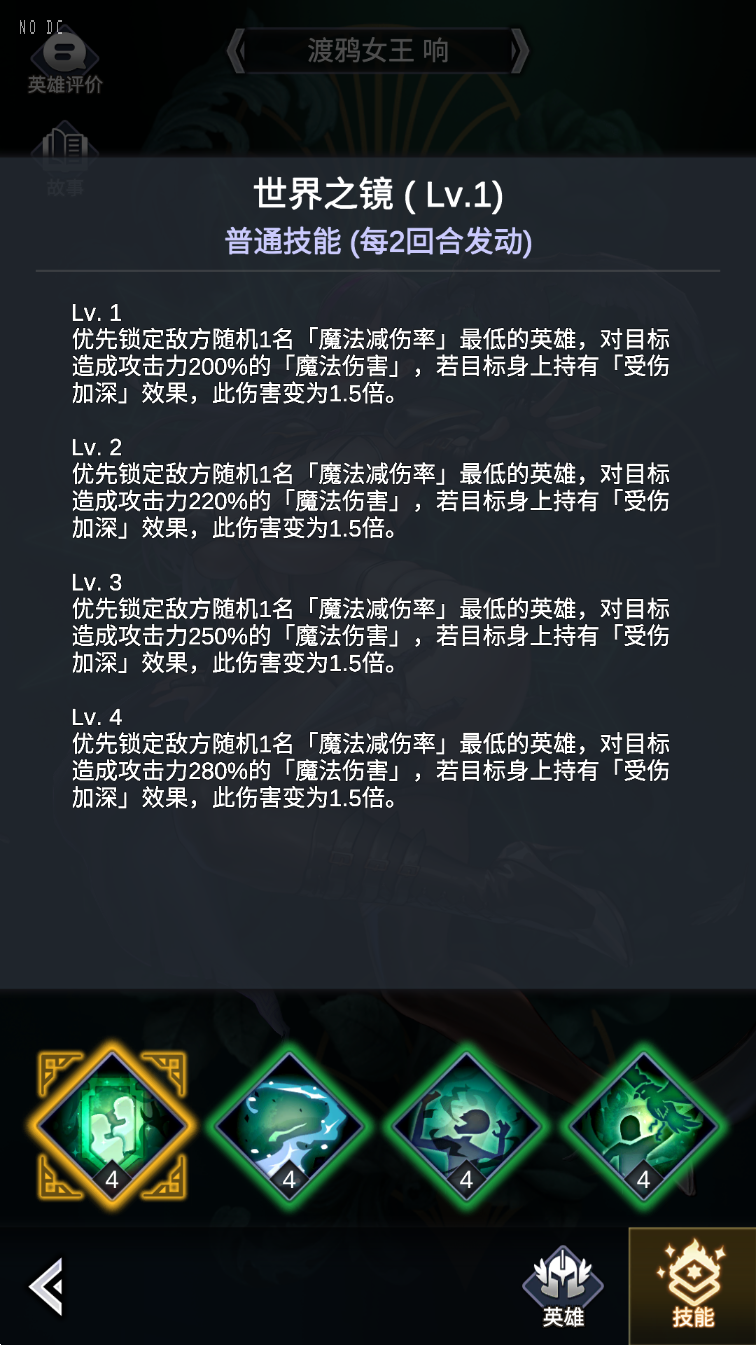 NO DC
渡鸦女王 响
英雄评价
故事
世界之镜 ( Lv.1)
普通技能 (每2回合发动)
Lv. 1
优先锁定敌方随机1名「魔法减伤率」最低的英雄，对目标
造成攻击力200%的「魔法伤害」，若目标身上持有「受伤
加深」效果，此伤害变为1.5倍。
Lv. 2
优先锁定敌方随机1名「魔法减伤率」最低的英雄，对目标
造成攻击力220%的「魔法伤害」，若目标身上持有「受伤
加深」效果，此伤害变为1.5倍。
Lv. 3
优先锁定敌方随机1名「魔法减伤率」最低的英雄，对目标
造成攻击力250%的「魔法伤害」，若目标身上持有「受伤
加深」效果，此伤害变为1.5倍。
Lv. 4
优先锁定敌方随机1名「魔法减伤率」最低的英雄，对目标
造成攻击力280%的「魔法伤害」，若目标身上持有「受伤
加深」效果，此伤害变为1.5倍。
4 4 4 4
英雄 技能